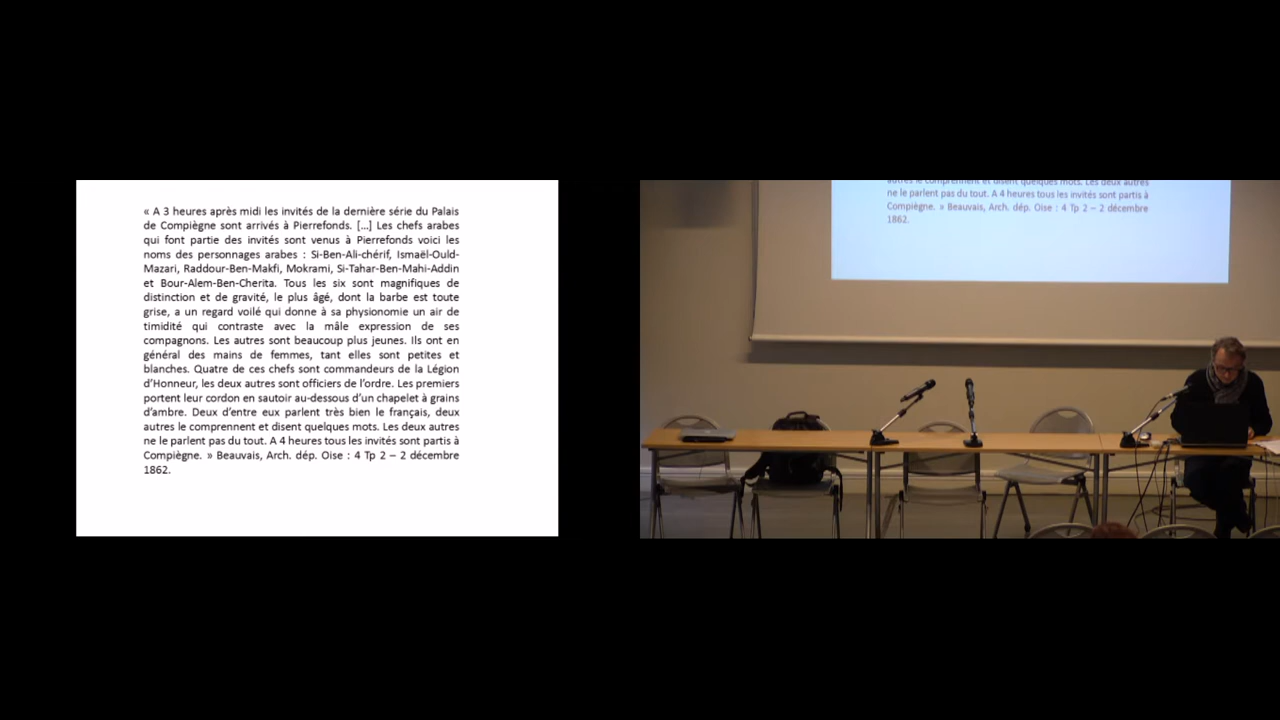 « A 3 heures après midi les invités de la dernière série du Palais
de Compiègne sont arrivés à Pierrefonds. […] Les chefs arabes
qui font partie des invités sont venus à Pierrefonds voici les
noms des personnages arabes : Si-Ben-Ali-chérif, Ismaël-Ould-
Mazari, Raddour-Ben-Makfi, Mokrami, Si-Tahar-Ben-Mahi-Addin
et Bour-Alem-Ben-Cherita. Tous les six sont magnifiques de
distinction et de gravité, le plus âgé, dont la barbe est toute
grise, a un regard voilé qui donne à sa physionomie un air de
timidité qui contraste avec la mâle expression de ses
compagnons. Les autres sont beaucoup plus jeunes. Ils ont en
général des mains de femmes, tant elles sont petites et
blanches. Quatre de ces chefs sont commandeurs de la Légion
d’Honneur, les deux autres sont officiers de l’ordre. Les premiers
portent leur cordon en sautoir au-dessous d’un chapelet à grains
d’ambre. Deux d’entre eux parlent très bien le français, deux
autres le comprennent et disent quelques mots. Les deux autres
ne le parlent pas du tout. A 4 heures tous les invités sont partis à
Compiègne. » Beauvais, Arch. dép. Oise : 4 Tp 2 – 2 décembre
1862.
autres le comprennent et disent quelques mots. Les deux autres
ne le parlent pas du tout. A 4 heures tous les invités sont partis à
Compiègne. » Beauvais, Arch. dép. Oise : 4 Tp 2 – 2 décembre
1862.